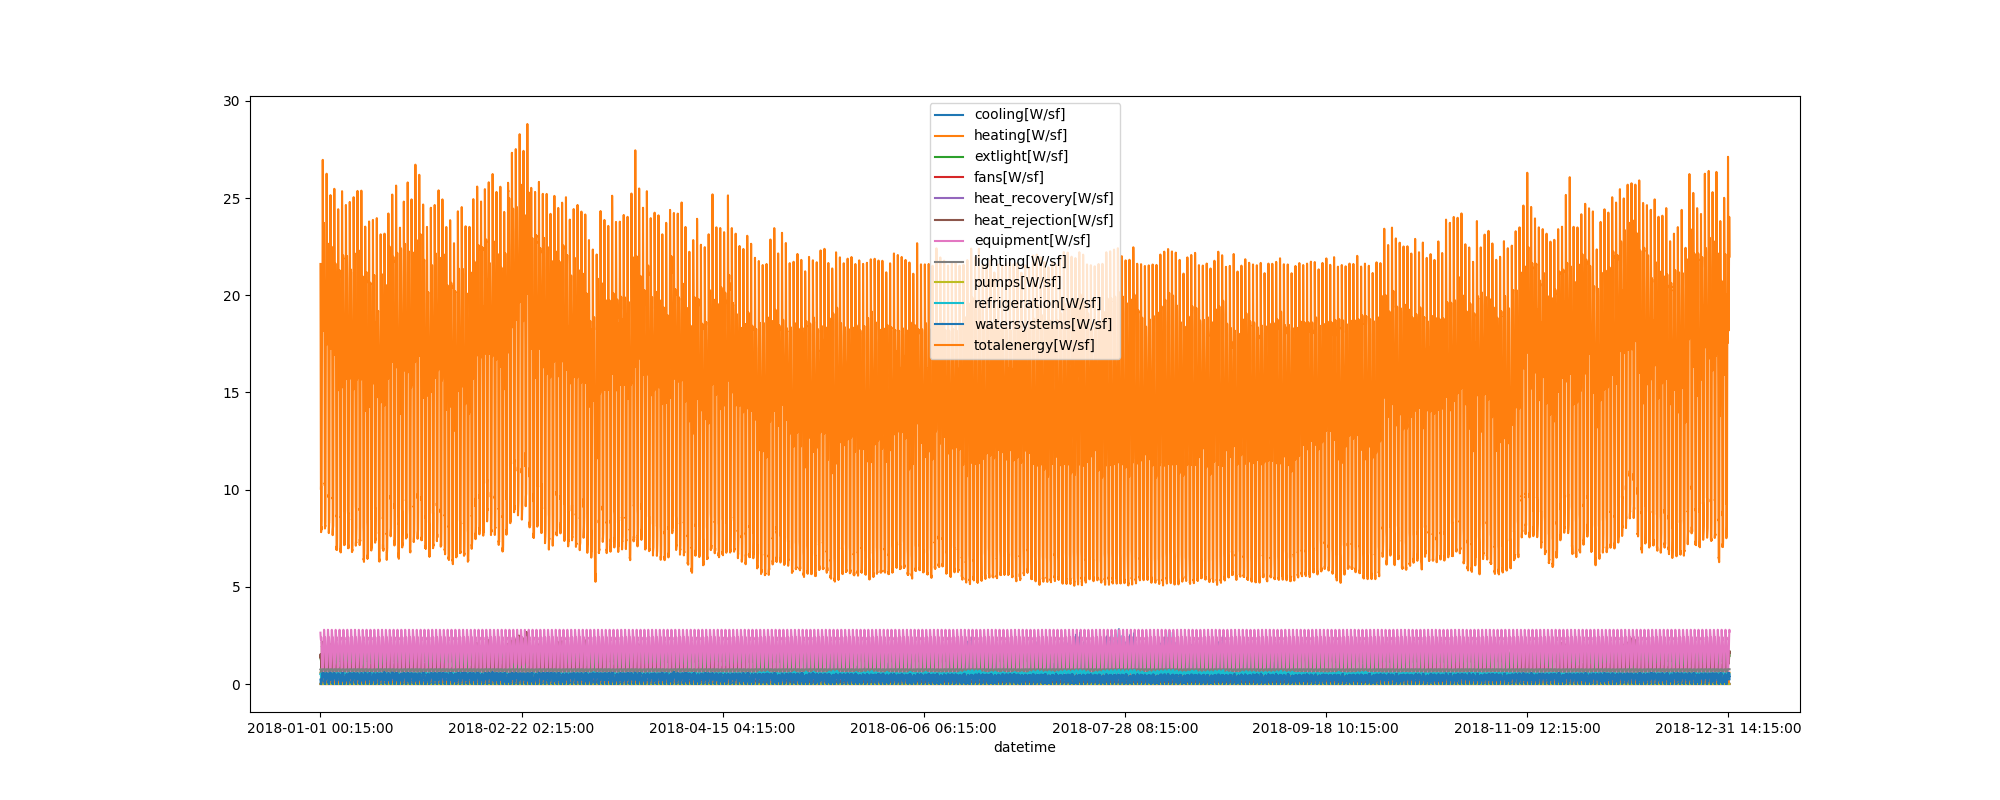 30
25
20
15
10
5
0
cooling[W/sf]
heating[W/sf]
extlight[W/sf]
fans[W/sf]
heat_recovery[W/sf]
heat_rejection[W/sf]
equipment[W/sf]
lighting[W/sf]
pumps[W/sf]
refrigeration[W/sf]
watersystems[W/sf]
totalenergy[W/sf]
2018-01-01 00:15:00 2018-02-22 02:15:00 2018-04-15 04:15:00 2018-06-06 06:15:00 2018-07-28 08:15:00 2018-09-18 10:15:00 2018-11-09 12:15:00 2018-12-31 14:15:00
datetime